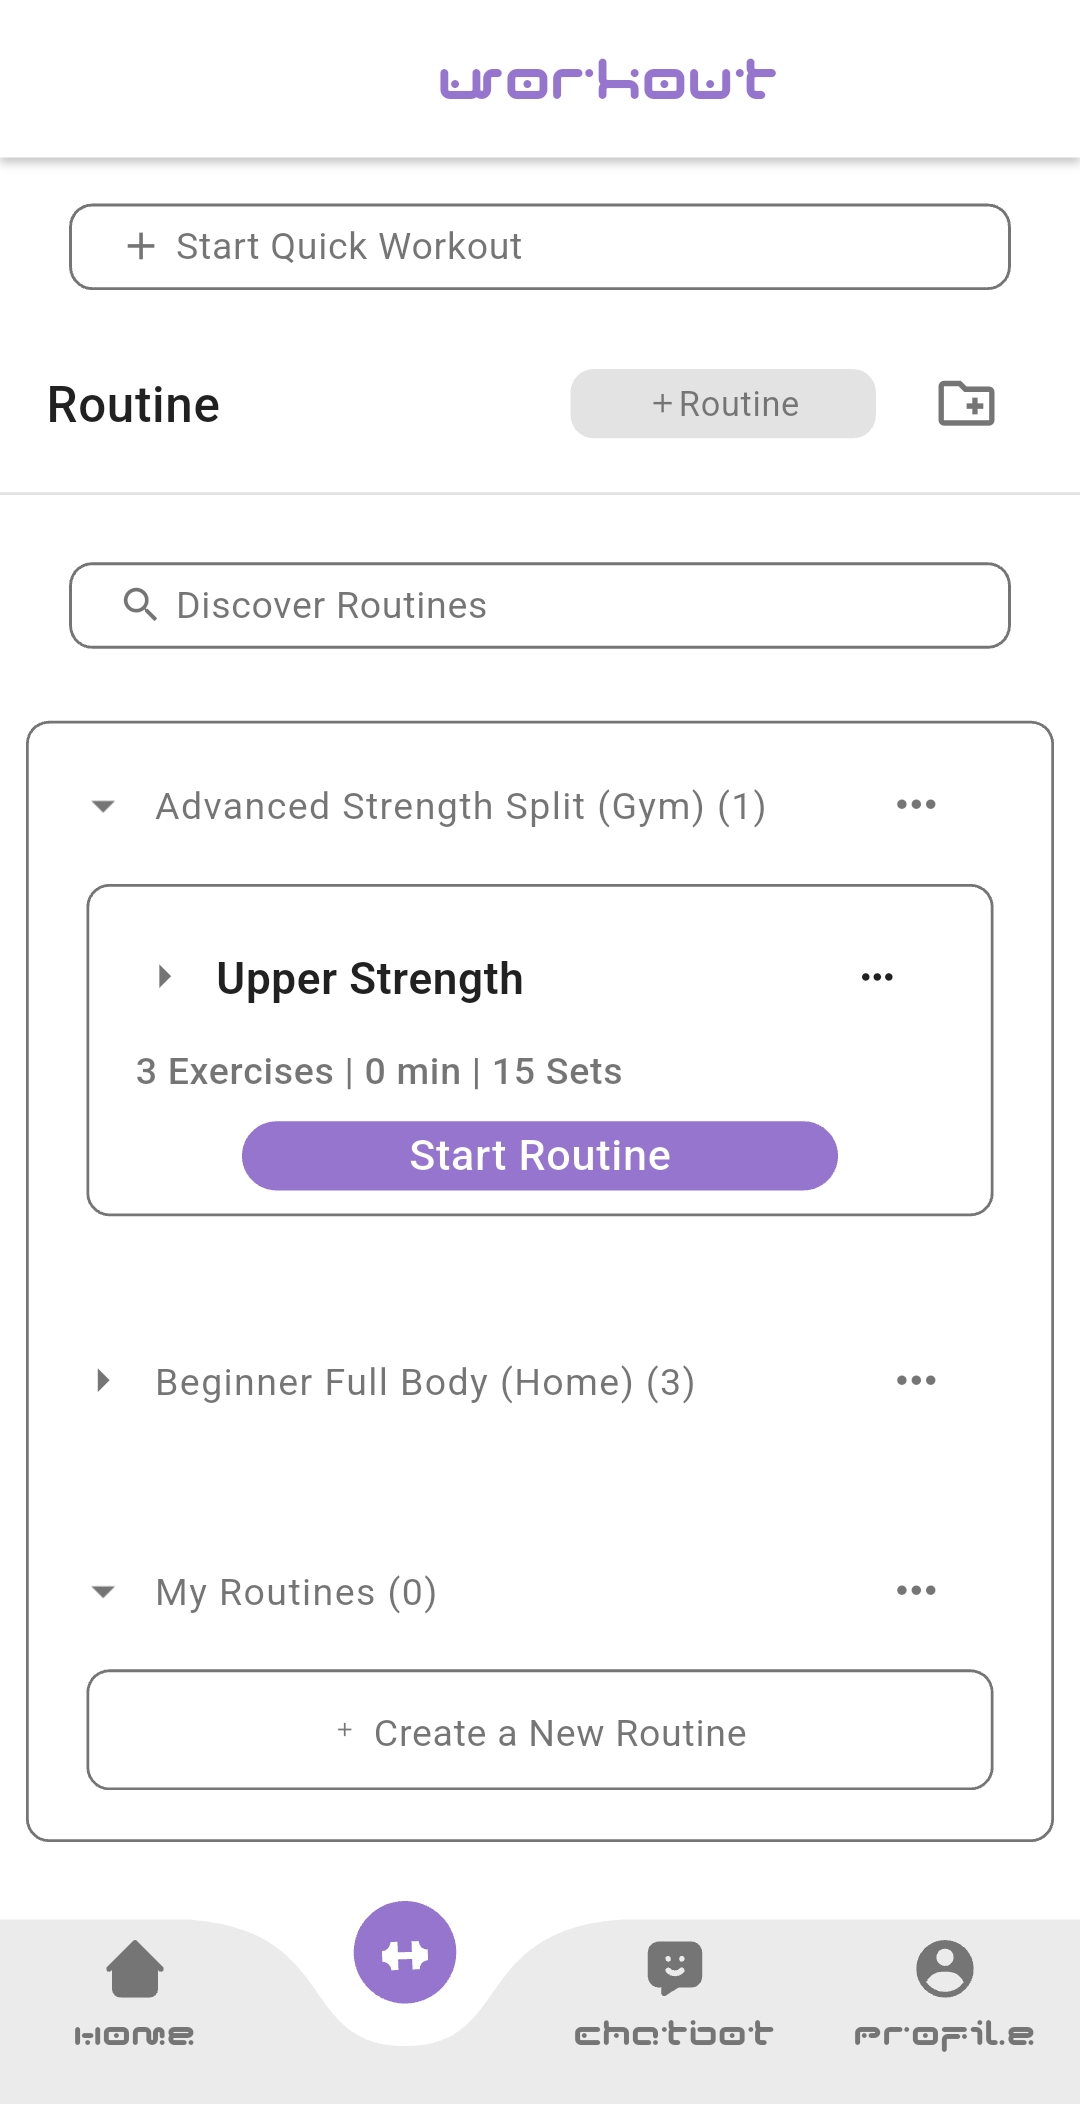 workout
+ Start Quick Workout
Routine
+ Routine
Discover Routines
Advanced Strength Split (Gym) (1)
Upper Strength
3 Exercises | 0 min | 15 Sets
Start Routine
Beginner Full Body (Home) (3)
My Routines (0)
+ Create a New Routine
Home
chatbot
Profile